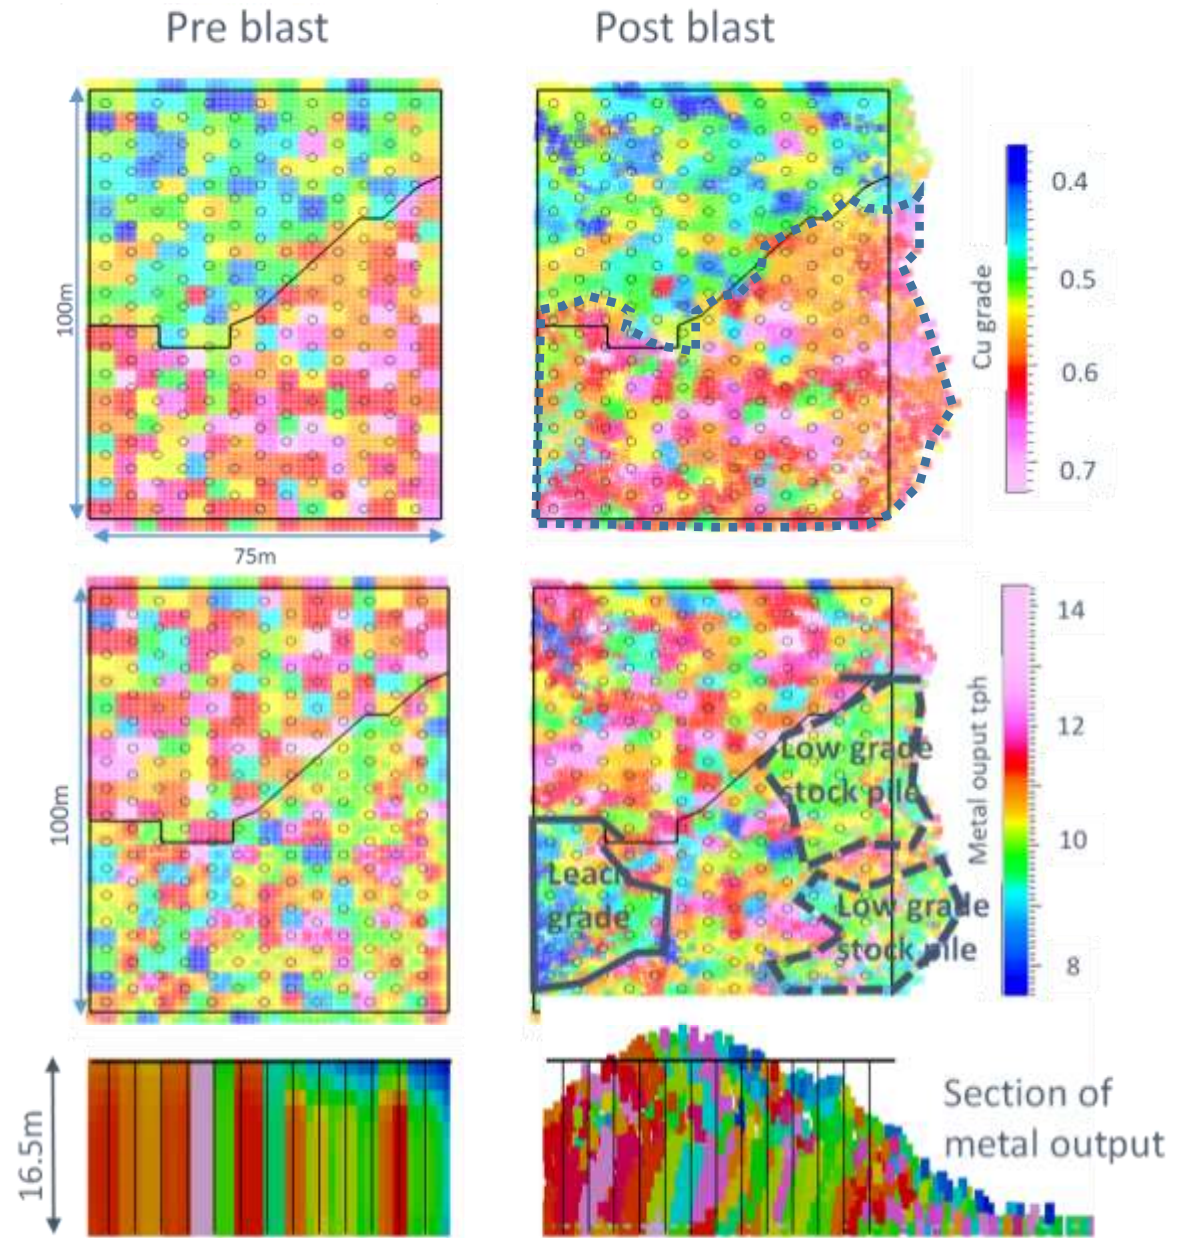 Pre blast
Post blast
100m
75m
0.4
0.5
0.6
0.7
Cu grade
100m
14
12
10
8
Metal ouput tph
Low grade
stock pile
Leach
grade
Low grade
stock pile
16.5m
Section of
metal output